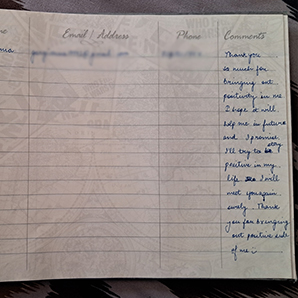 me Email / Address Phone Comments
nia
Thank you
so much for
bringing out
positivity in me
I hope it will
help me in future
and I promise
I'll try to stay
positive in my
life I will
meet you again
surely. Thank
you for bringing
out positive side
of me :)